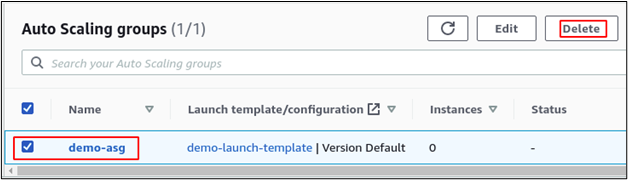 Auto Scaling groups (1/1) Edit Delete
Search your Auto Scaling groups
Name Launch template/configuration Instances Status
demo-asg demo-launch-template | Version Default 0 -